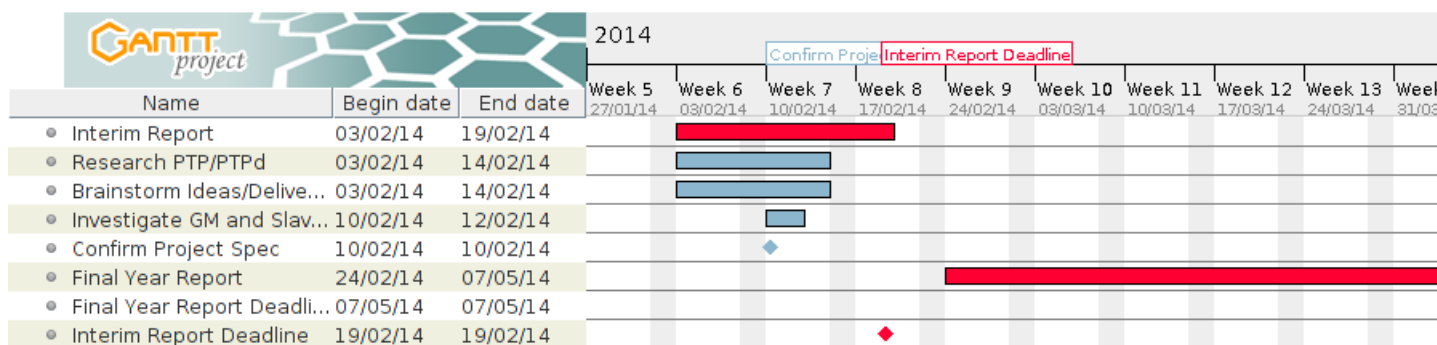 GANTT
project
2014
Confirm Proje Interim Report Deadline
Week 5 Week 6 Week 7 Week 8 Week 9 Week 10 Week 11 Week 12 Week 13 Week
27/01/14 03/02/14 10/02/14 17/02/14 24/02/14 03/03/14 10/03/14 17/03/14 24/03/14 31/03
Name Begin date End date
Interim Report 03/02/14 19/02/14
Research PTP/PTPd 03/02/14 14/02/14
Brainstorm Ideas/Delive... 03/02/14 14/02/14
Investigate GM and Slav... 10/02/14 12/02/14
Confirm Project Spec 10/02/14 10/02/14
Final Year Report 24/02/14 07/05/14
Final Year Report Deadli... 07/05/14 07/05/14
Interim Report Deadline 19/02/14 19/02/14